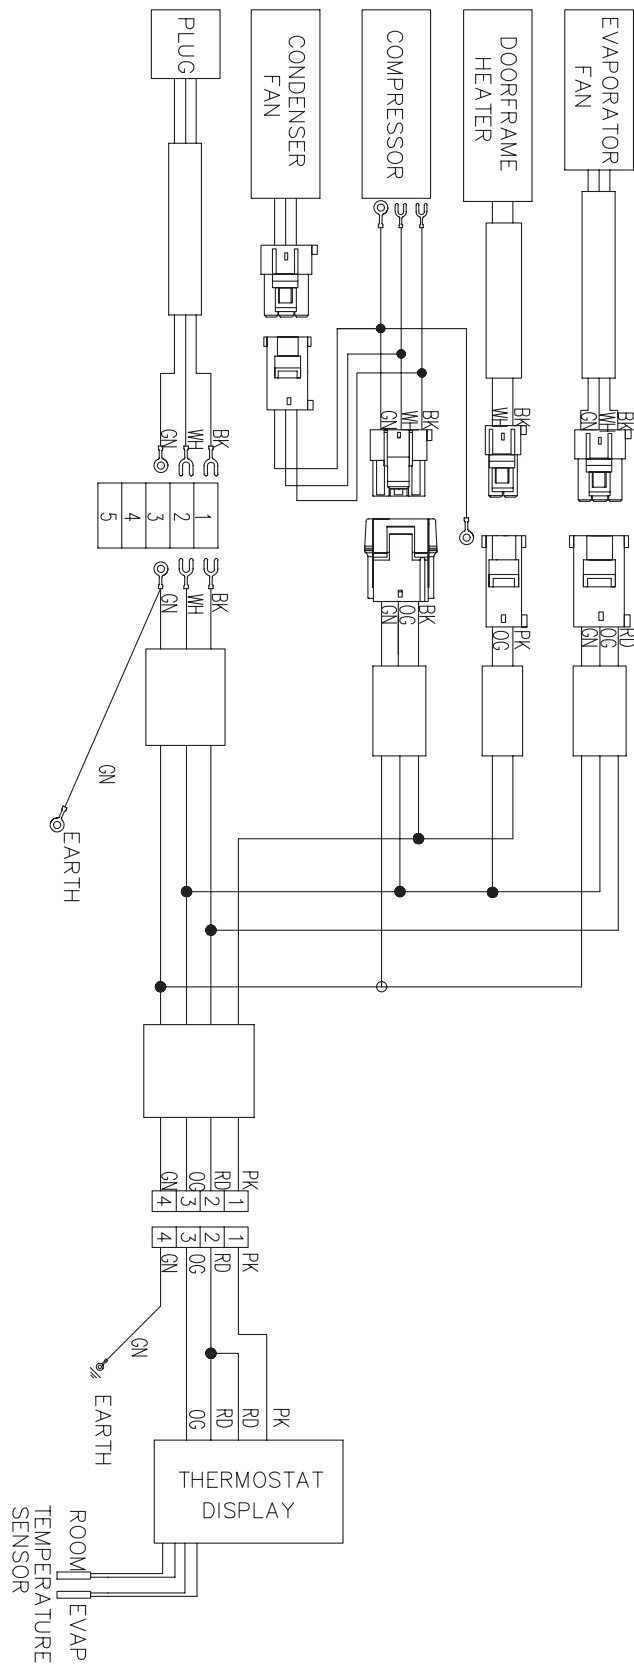 PLUG
CONDENSER
FAN
COMPRESSOR
DOORFRAME
HEATER
EVAPORATOR
FAN
GN
WH
BK
GN
WH
BK
WH
BK
GN
WH
BK
5
4
3
2
1
GN
WH
BK
GN
OG
BK
OG
PK
GN
OG
RD
GN
EARTH
GN
OG
RD
PK
4
3
2
1
4
3
2
1
GN
OG
RD
PK
GN
EARTH
OG
RD
RD
PK
THERMOSTAT
DISPLAY
ROOM
EVAP
TEMPERATURE
SENSOR